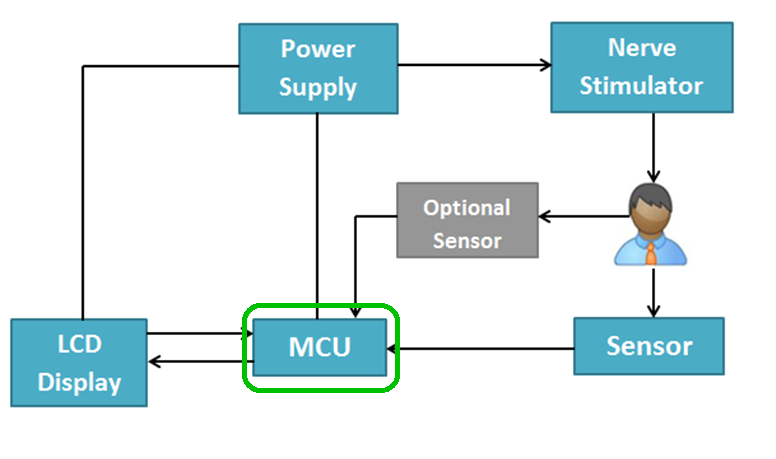 Power
Supply
Nerve
Stimulator
Optional
Sensor
LCD
Display
MCU
Sensor